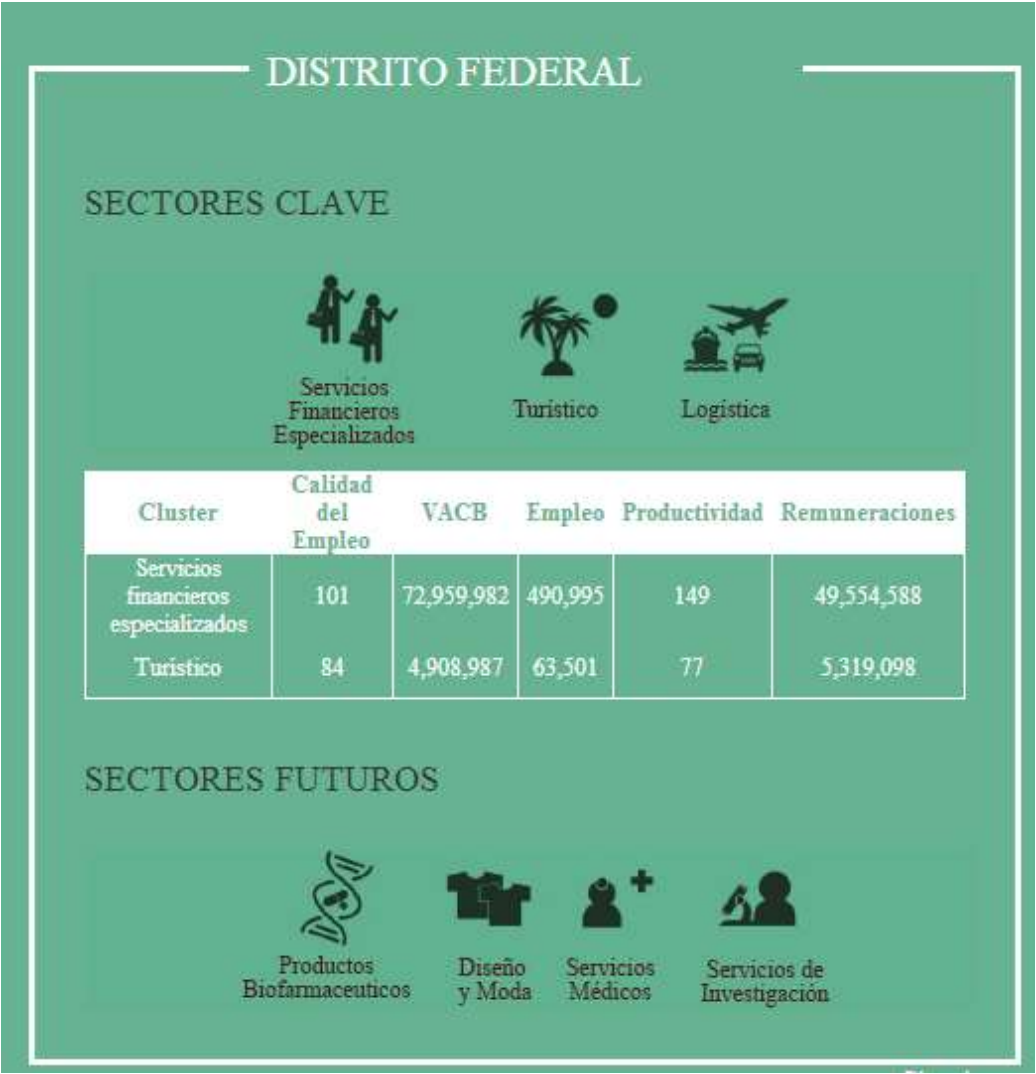 DISTRITO FEDERAL
SECTORES CLAVE
Servicios
Financieros
Especializados
Turístico
Logística
Cluster
Calidad
del
Empleo
VACB
Empleo
Productividad
Remuneraciones
Servicios
financieros
especializados
101
72,959,982
490,995
149
49,554,588
Turístico
84
4,908,987
63,501
77
5,319,098
SECTORES FUTUROS
Productos
Biofarmaceuticos
Diseño
y Moda
Servicios
Médicos
Servicios de
Investigación